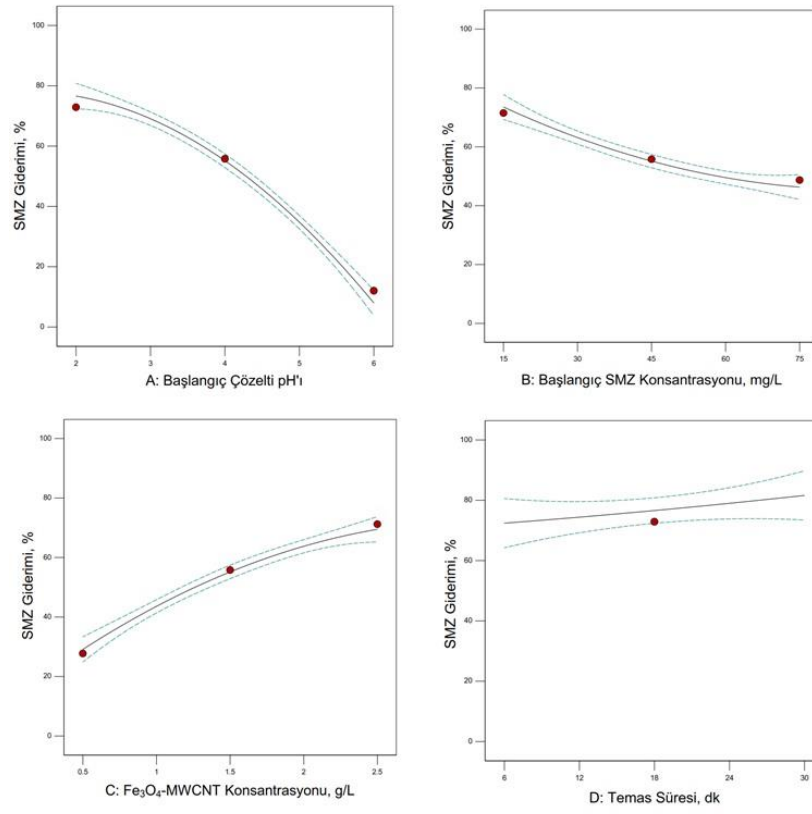 100
80
60
40
20
0
SMZ Giderimi, %
2 3 4 5 6
A: Başlangıç Çözelti pH'ı
100
80
60
40
20
0
SMZ Giderimi, %
15 30 45 60 75
B: Başlangıç SMZ Konsantrasyonu, mg/L
100
80
60
40
20
0
SMZ Giderimi, %
0.5 1 1.5 2 2.5
C: Fe₃O₄-MWCNT Konsantrasyonu, g/L
100
80
60
40
20
0
SMZ Giderimi, %
6 12 18 24 30
D: Temas Süresi, dk